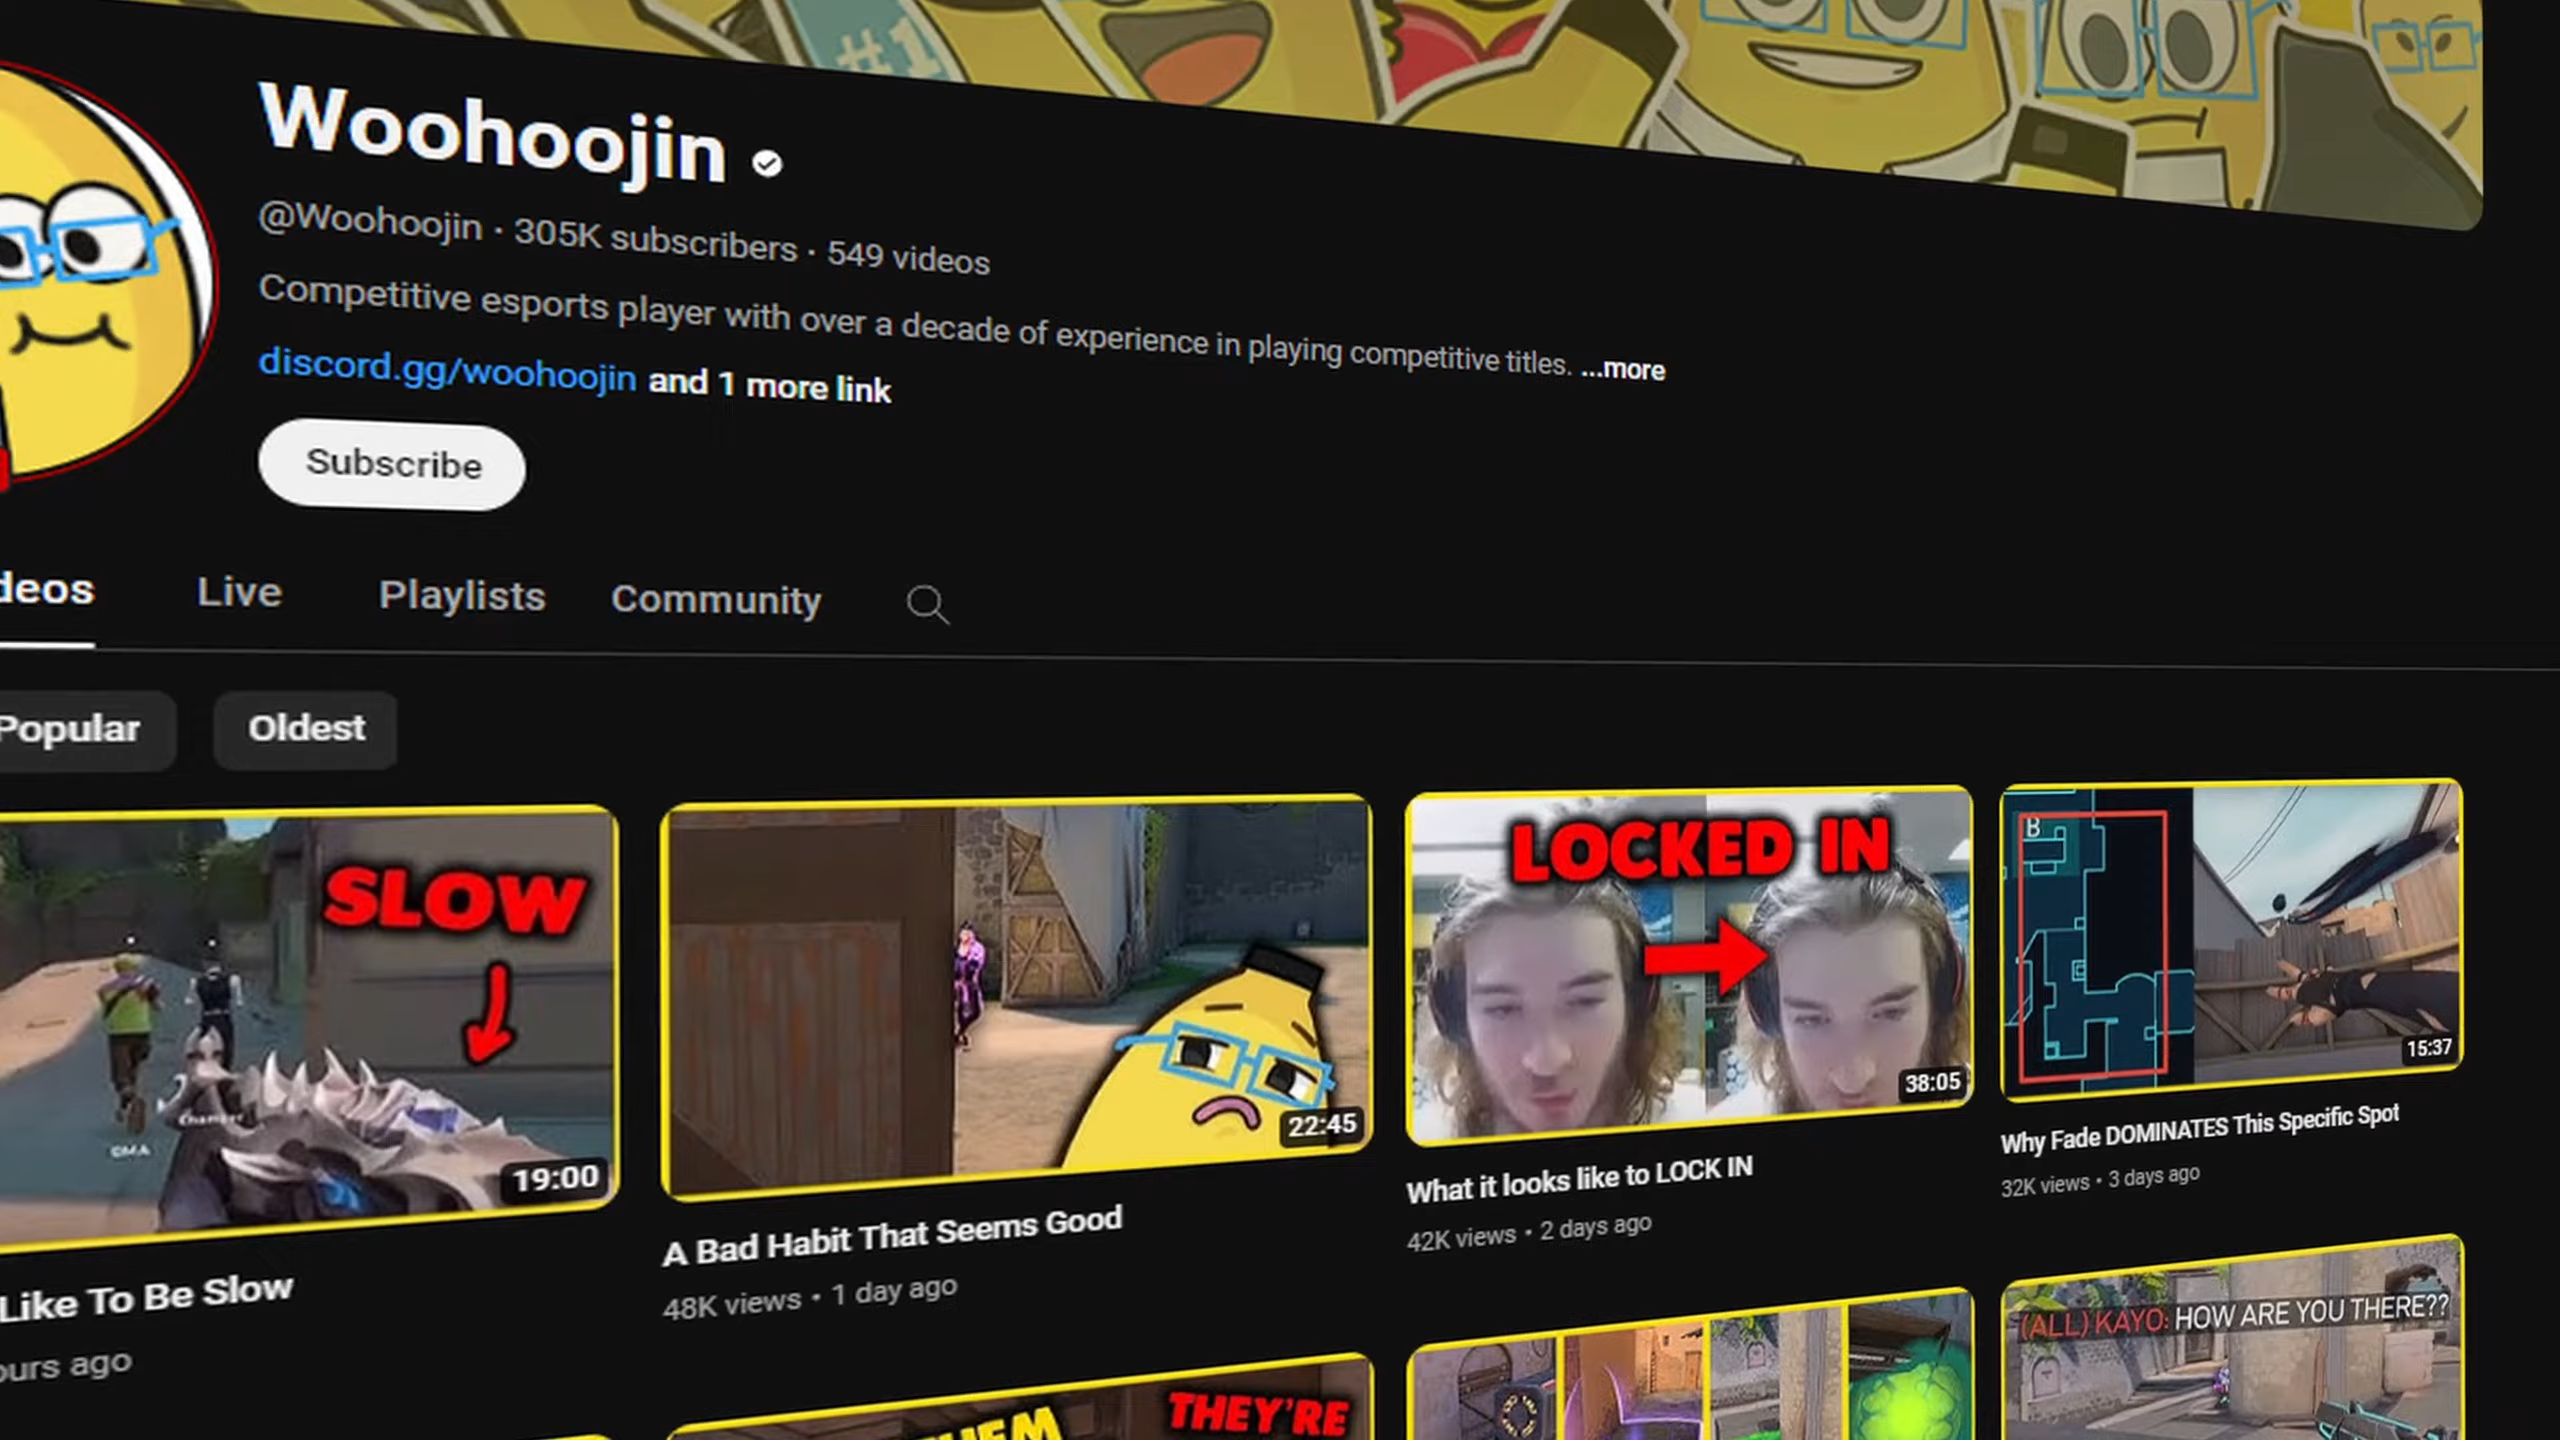 #1
Woohoojin
@Woohoojin · 305K subscribers · 549 videos
Competitive esports player with over a decade of experience in playing competitive titles. ...more
discord.gg/woohoojin and 1 more link
Subscribe
deos
Live
Playlists
Community
Popular
Oldest
SLOW
Chamber
19:00
Like To Be Slow
ours ago
22:45
A Bad Habit That Seems Good
48K views • 1 day ago
LOCKED IN
38:05
What it looks like to LOCK IN
42K views • 2 days ago
B
15:37
Why Fade DOMINATES This Specific Spot
32K views • 3 days ago
HEM
THEY'RE
(ALL) KAYO: HOW ARE YOU THERE??